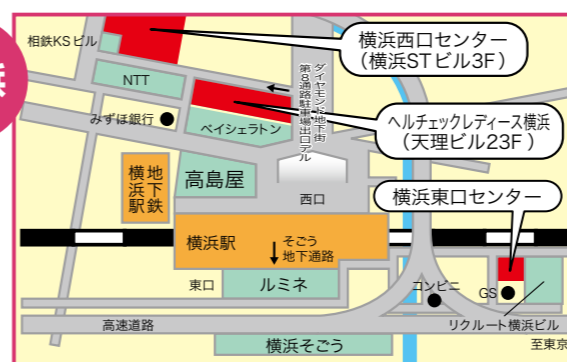 相鉄KSビル
横浜西口センター
(横浜STビル3F)
NTT
ダイヤモンド地下街
第8通路駐車場出口テル
みずほ銀行
ベイシェラトン
ヘルチェックレディース横浜
(天理ビル23F)
高島屋
地下鉄
横浜駅
西口
横浜東口センター
横浜駅
そごう
地下通路
東口
ルミネ
コンビニ
GS
高速道路
リクルート横浜ビル
横浜そごう
至東京